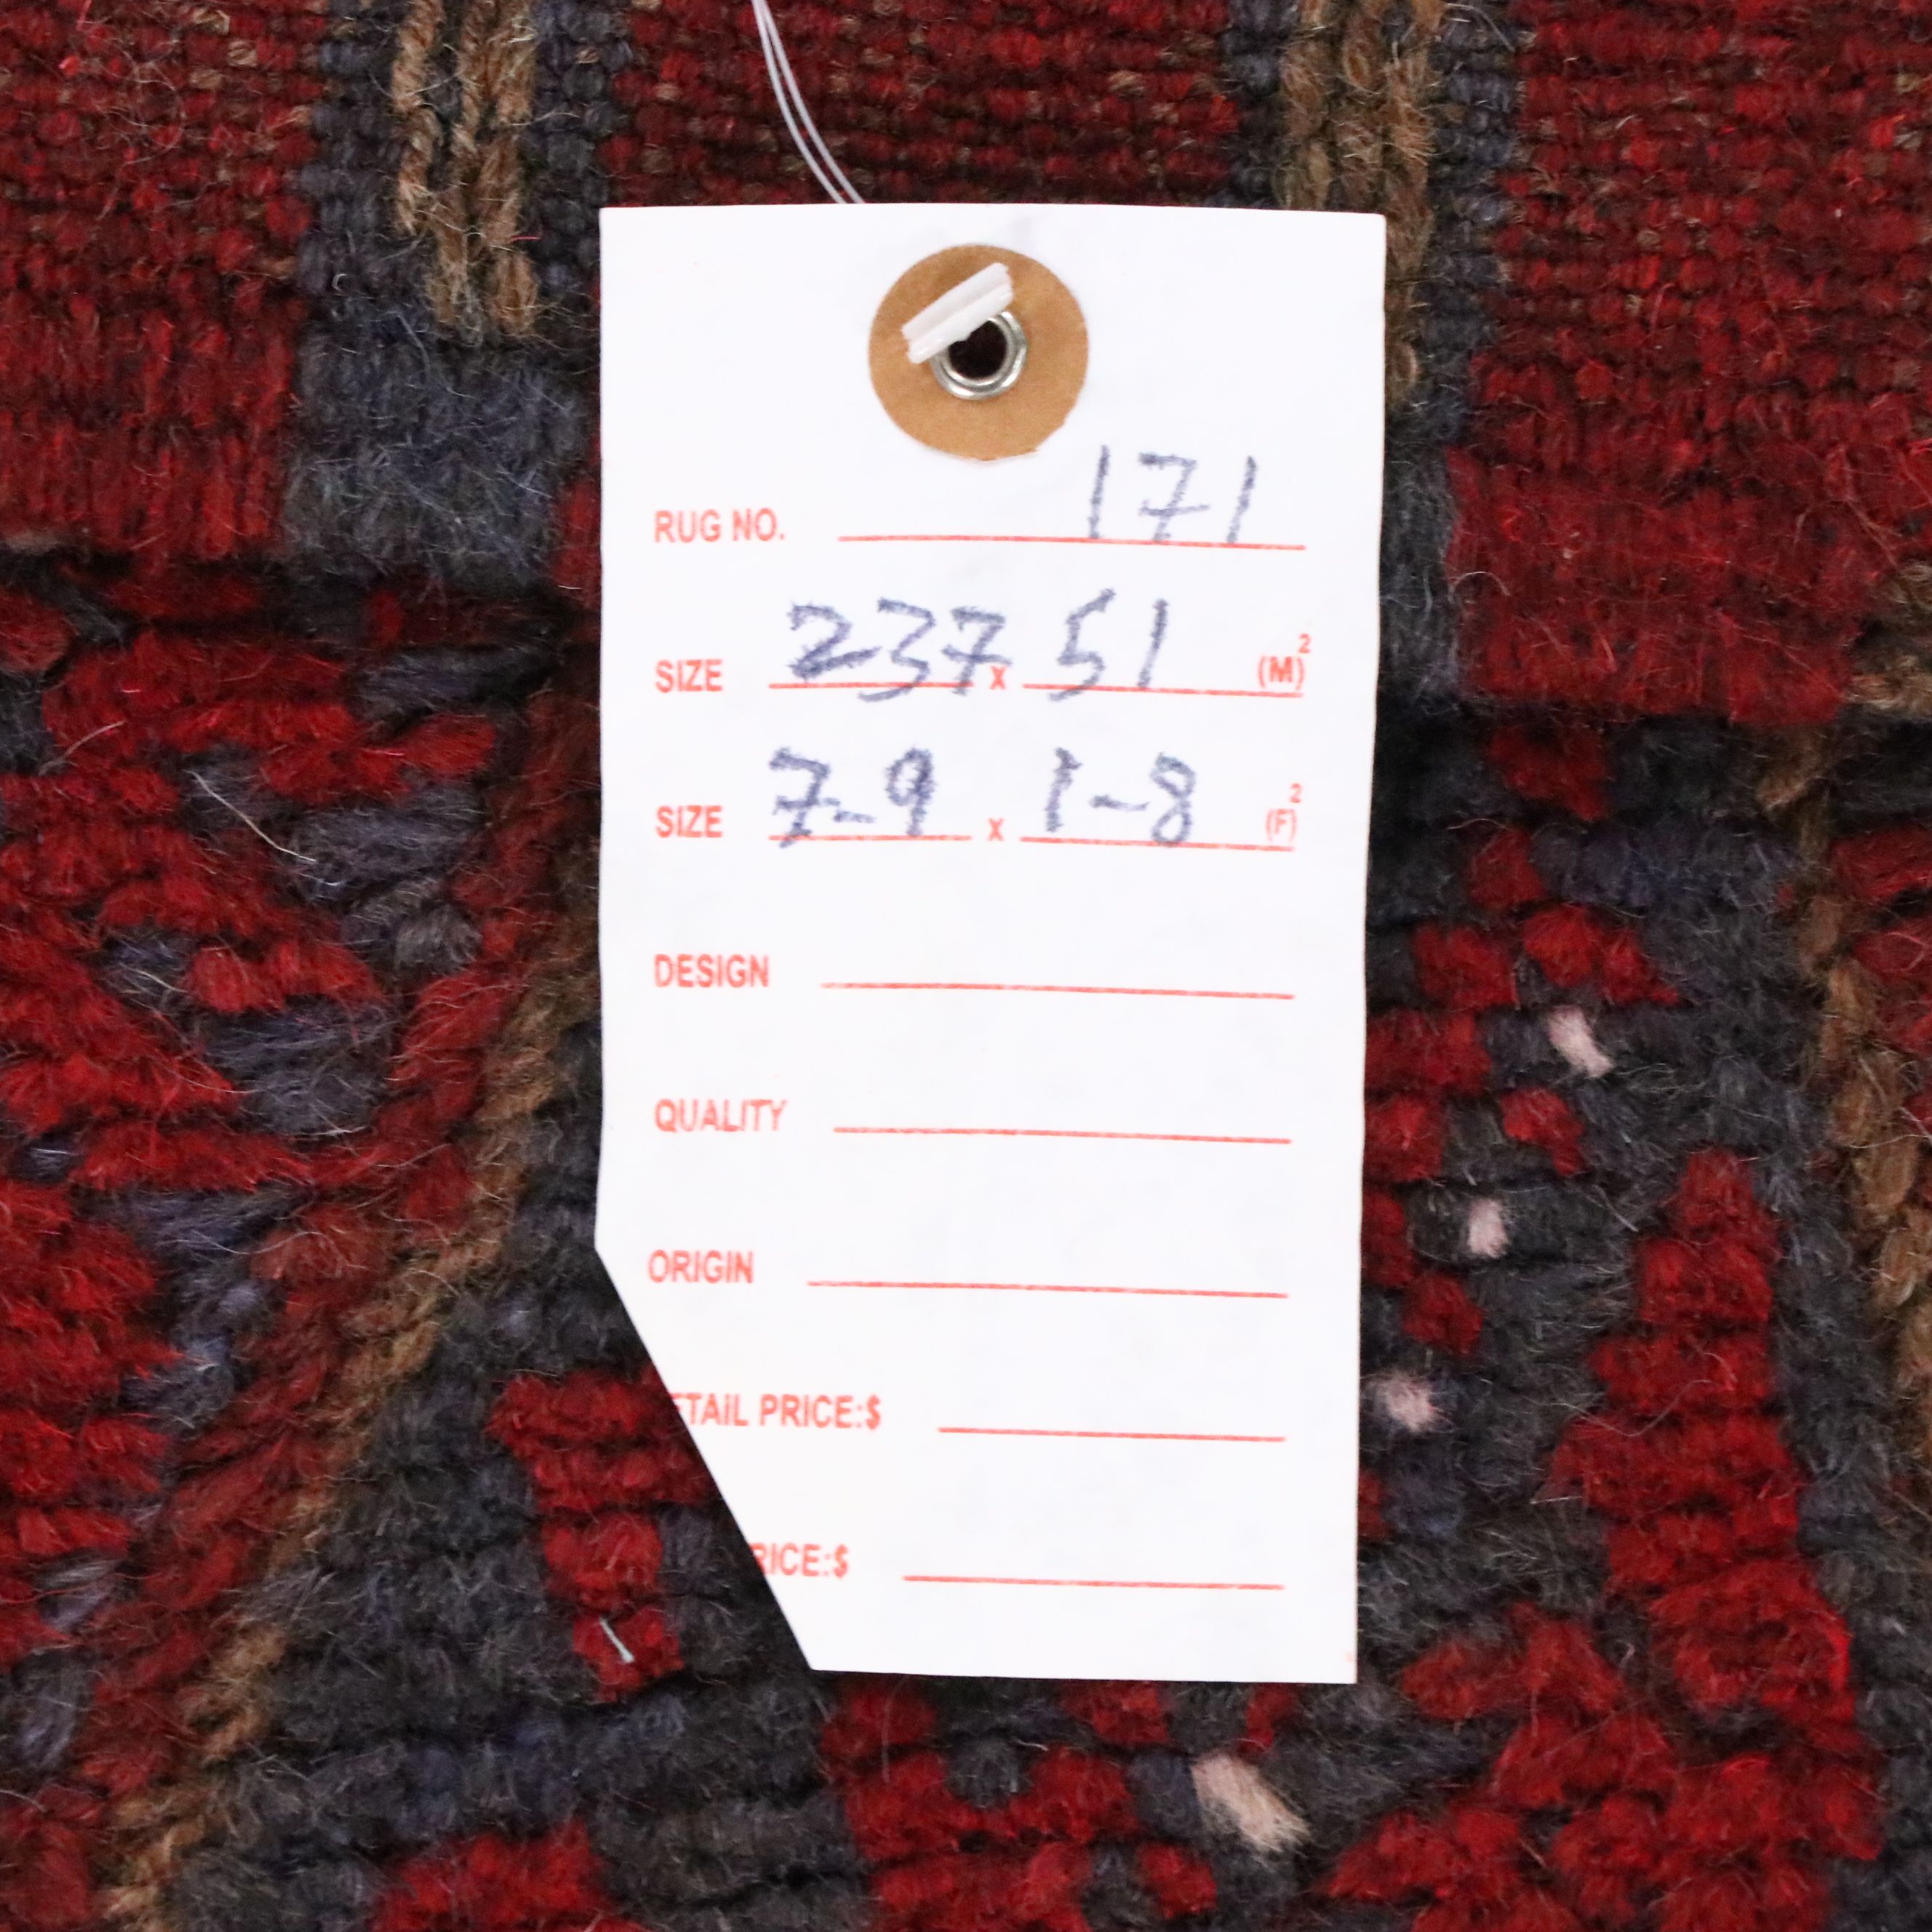 RUG NO. 171
SIZE 237 x 51 (M)²
SIZE 7-9 x 1-8 (F)²
DESIGN
QUALITY
ORIGIN
ETAIL PRICE:$
RICE:$